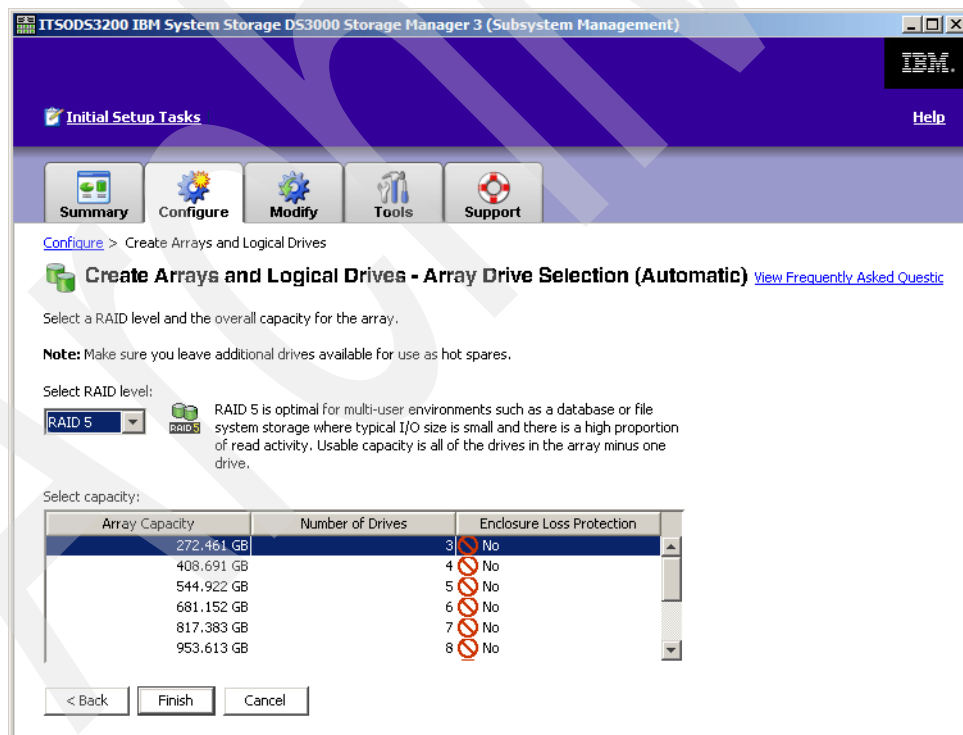 ITSODS3200 IBM System Storage DS3000 Storage Manager 3 (Subsystem Management)
IBM.
Initial Setup Tasks
Help
Summary
Configure
Modify
Tools
Support
Configure > Create Arrays and Logical Drives
Create Arrays and Logical Drives - Array Drive Selection (Automatic) View Frequently Asked Questic
Select a RAID level and the overall capacity for the array.
Note: Make sure you leave additional drives available for use as hot spares.
Select RAID level:
RAID 5
RAID 5
RAID 5 is optimal for multi-user environments such as a database or file
system storage where typical I/O size is small and there is a high proportion
of read activity. Usable capacity is all of the drives in the array minus one
drive.
Select capacity:
Array Capacity Number of Drives Enclosure Loss Protection
272.461 GB 3 No
408.691 GB 4 No
544.922 GB 5 No
681.152 GB 6 No
817.383 GB 7 No
953.613 GB 8 No
< Back Finish Cancel